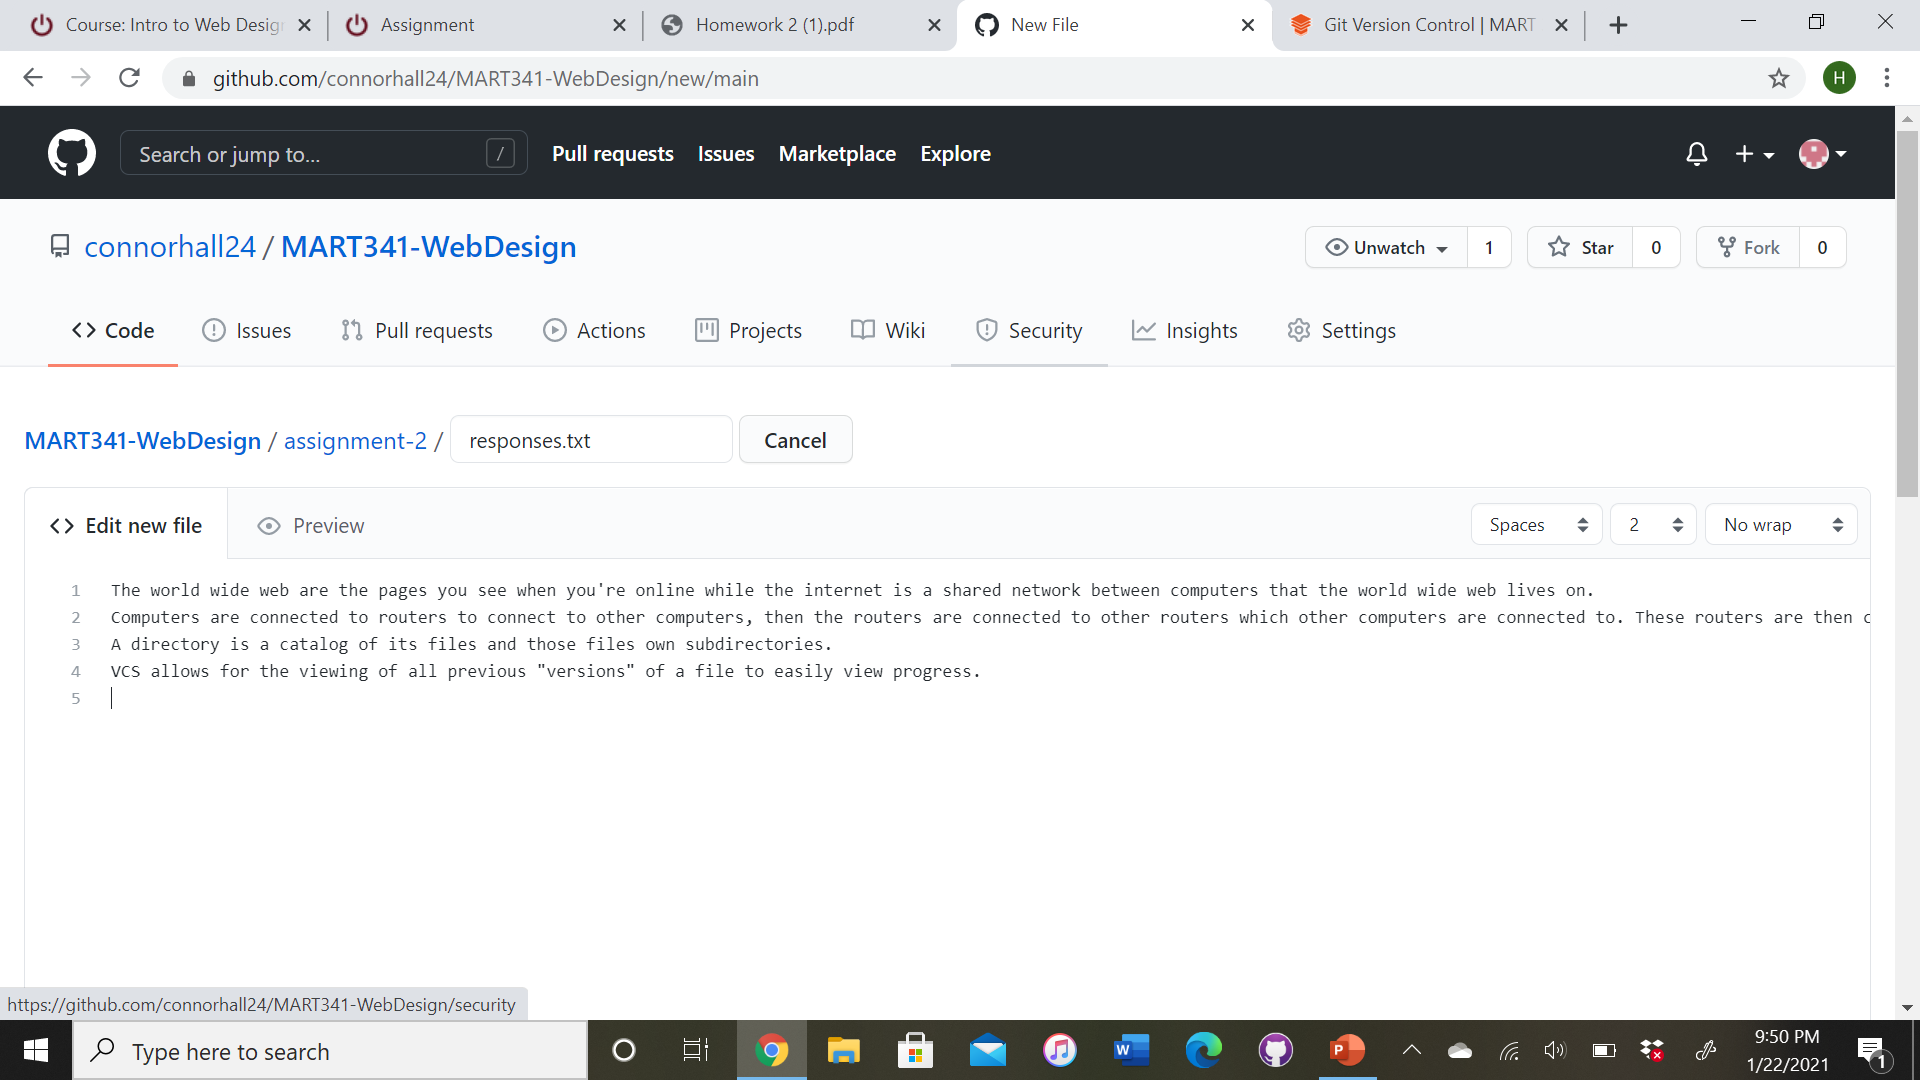 Course: Intro to Web Desig
Assignment
Homework 2 (1).pdf
New File
Git Version Control | MART
github.com/connorhall24/MART341-WebDesign/new/main
H
Search or jump to...
/
Pull requests
Issues
Marketplace
Explore
connorhall24 / MART341-WebDesign
Unwatch
1
Star
0
Fork
0
Code
Issues
Pull requests
Actions
Projects
Wiki
Security
Insights
Settings
MART341-WebDesign / assignment-2 / responses.txt
Cancel
Edit new file
Preview
Spaces
2
No wrap
1 The world wide web are the pages you see when you're online while the internet is a shared network between computers that the world wide web lives on.
2 Computers are connected to routers to connect to other computers, then the routers are connected to other routers which other computers are connected to. These routers are then c
3 A directory is a catalog of its files and those files own subdirectories.
4 VCS allows for the viewing of all previous "versions" of a file to easily view progress.
5
https://github.com/connorhall24/MART341-WebDesign/security
Type here to search
W
P
9:50 PM
1/22/2021
1